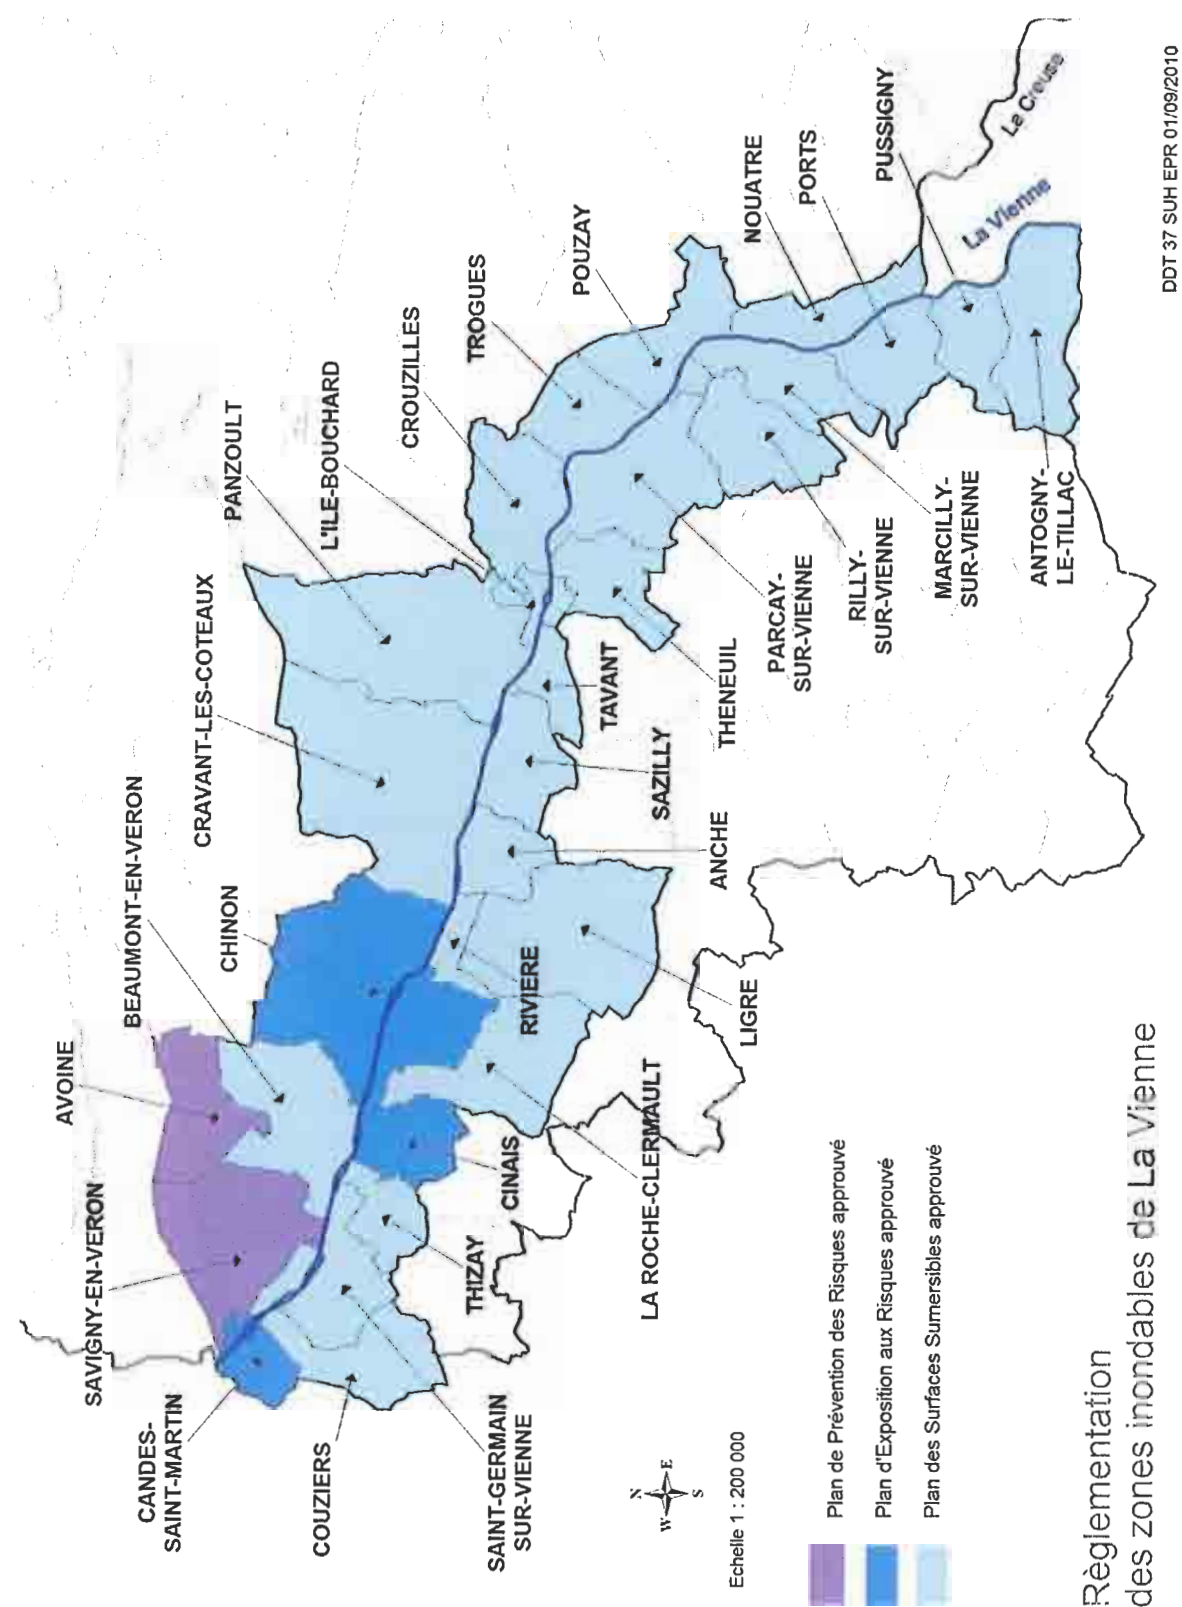 CANDES-
SAINT-MARTIN
SAVIGNY-EN-VERON
AVOINE
BEAUMONT-EN-VERON
CHINON
CRAVANT-LES-COTEAUX
PANZOULT
L'ILE-BOUCHARD
CROUZILLES
TROGUES
POUZAY
NOUATRE
PORTS
PUSSIGNY
La Creuse
La Vienne
COUZIERS
SAINT-GERMAIN
SUR-VIENNE
THIZAY
CINAIS
LA ROCHE-CLERMAULT
RIVIERE
LIGRE
ANCHE
SAZILLY
TAVANT
THENEUIL
PARCAY-
SUR-VIENNE
RILLY-
SUR-VIENNE
MARCILLY-
SUR-VIENNE
ANTOGNY-
LE-TILLAC
N
W
E
S
Echelle 1 : 200 000
Plan de Prévention des Risques approuvé
Plan d'Exposition aux Risques approuvé
Plan des Surfaces Sumersibles approuvé
Règlementation
des zones inondables de La Vienne
DDT 37 SUH EPR 01/09/2010